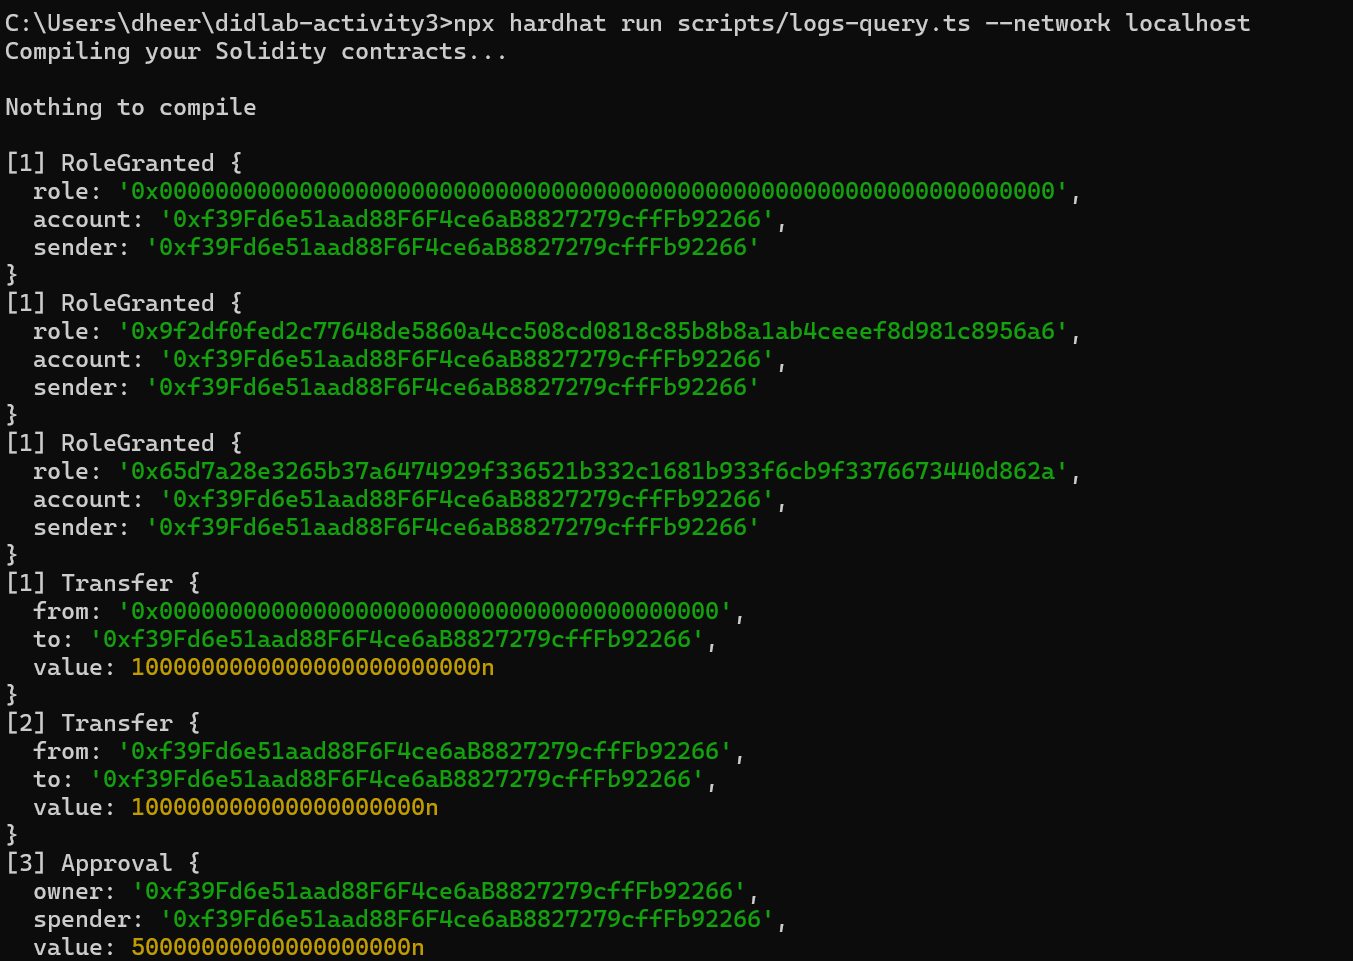 C:\Users\dheer\didlab-activity3>npx hardhat run scripts/logs-query.ts --network localhost
Compiling your Solidity contracts...
Nothing to compile
[1] RoleGranted {
role: '0x0000000000000000000000000000000000000000000000000000000000000000',
account: '0xf39Fd6e51aad88F6F4ce6aB8827279cffFb92266',
sender: '0xf39Fd6e51aad88F6F4ce6aB8827279cffFb92266'
}
[1] RoleGranted {
role: '0x9f2df0fed2c77648de5860a4cc508cd0818c85b8b8a1ab4ceeef8d981c8956a6',
account: '0xf39Fd6e51aad88F6F4ce6aB8827279cffFb92266',
sender: '0xf39Fd6e51aad88F6F4ce6aB8827279cffFb92266'
}
[1] RoleGranted {
role: '0x65d7a28e3265b37a6474929f336521b332c1681b933f6cb9f3376673440d862a',
account: '0xf39Fd6e51aad88F6F4ce6aB8827279cffFb92266',
sender: '0xf39Fd6e51aad88F6F4ce6aB8827279cffFb92266'
}
[1] Transfer {
from: '0x0000000000000000000000000000000000000000',
to: '0xf39Fd6e51aad88F6F4ce6aB8827279cffFb92266',
value: 1000000000000000000000000n
}
[2] Transfer {
from: '0xf39Fd6e51aad88F6F4ce6aB8827279cffFb92266',
to: '0xf39Fd6e51aad88F6F4ce6aB8827279cffFb92266',
value: 100000000000000000000n
}
[3] Approval {
owner: '0xf39Fd6e51aad88F6F4ce6aB8827279cffFb92266',
spender: '0xf39Fd6e51aad88F6F4ce6aB8827279cffFb92266',
value: 50000000000000000000n